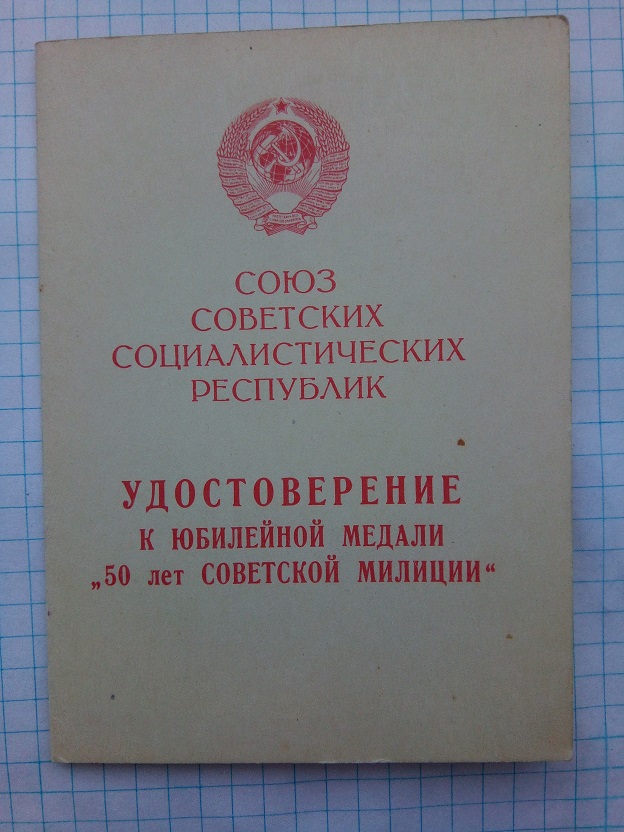 СОЮЗ
СОВЕТСКИХ
СОЦИАЛИСТИЧЕСКИХ
РЕСПУБЛИК
УДОСТОВЕРЕНИЕ
К ЮБИЛЕЙНОЙ МЕДАЛИ
„50 лет СОВЕТСКОЙ МИЛИЦИИ“